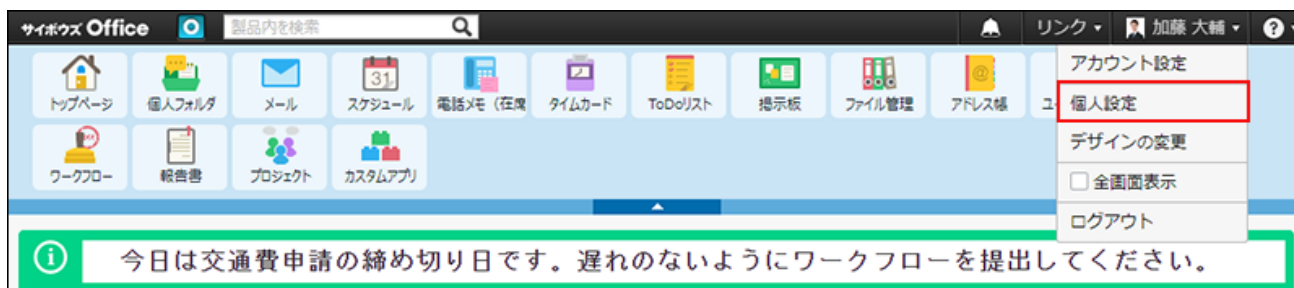 サイボウズ Office 製品内を検索 リンク 加藤 大輔
アカウント設定
個人設定
デザインの変更
全画面表示
ログアウト
トップページ 個人フォルダ メール スケジュール 電話メモ（在席 タイムカード ToDoリスト 掲示板 ファイル管理 アドレス帳 ユ
ワークフロー 報告書 プロジェクト カスタムアプリ
今日は交通費申請の締め切り日です。遅れのないようにワークフローを提出してください。